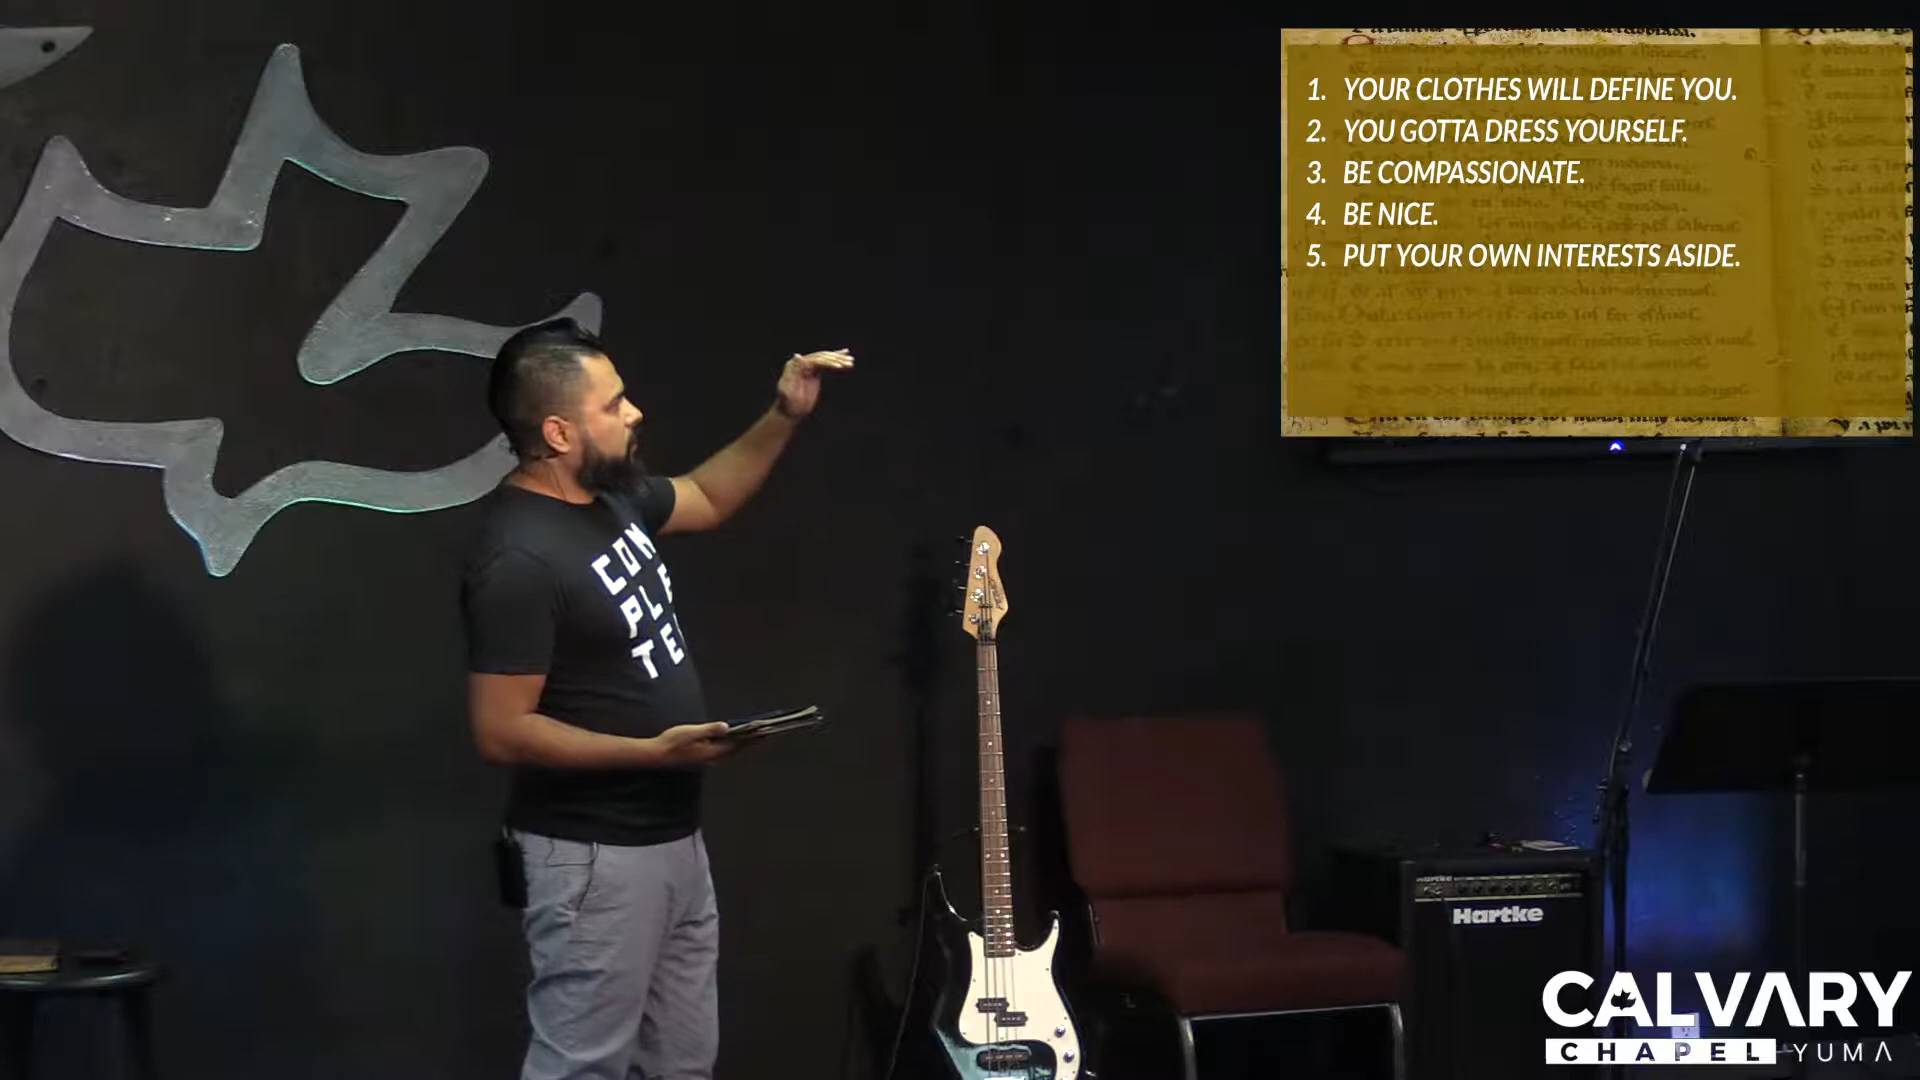 1. YOUR CLOTHES WILL DEFINE YOU.
2. YOU GOTTA DRESS YOURSELF.
3. BE COMPASSIONATE.
4. BE NICE.
5. PUT YOUR OWN INTERESTS ASIDE.
COM
PLE
TE
Hartke
CALVARY
CHAPEL YUMA